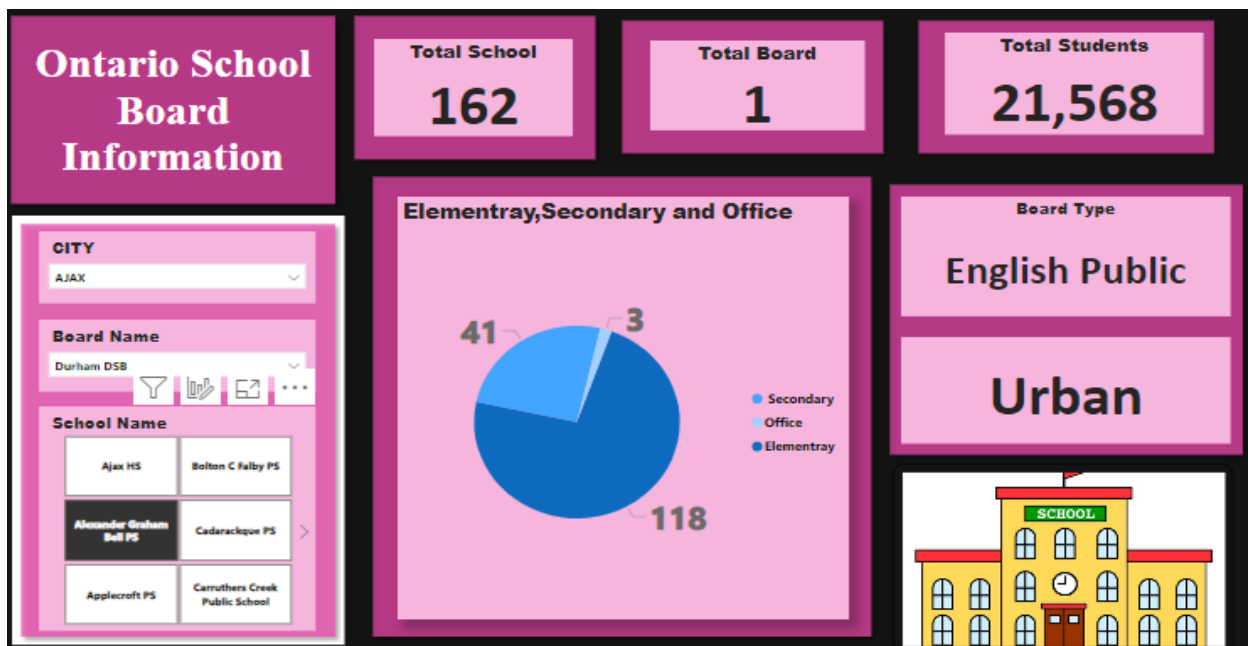 Ontario School
Board
Information
Total School
162
Total Board
1
Total Students
21,568
CITY
AJAX
Board Name
Durham DSB
School Name
Ajax HS
Bolton C Falby PS
Alexander Graham
Bell PS
Cadarackque PS
Applecroft PS
Carruthers Creek
Public School
Elementray,Secondary and Office
41
3
118
Secondary
Office
Elementray
Board Type
English Public
Urban
SCHOOL